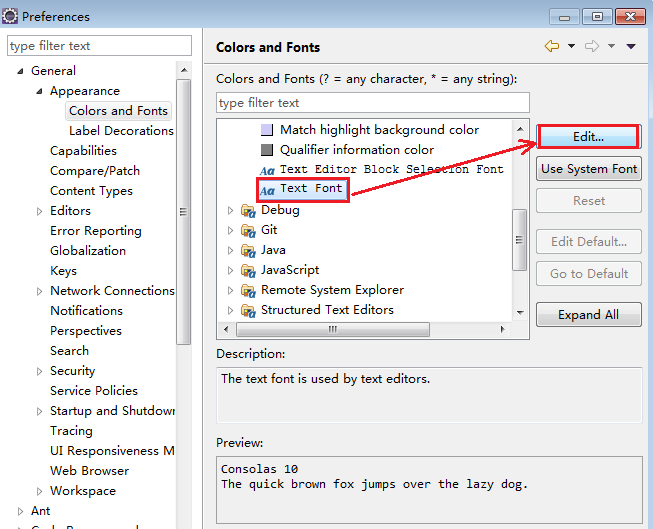 Preferences
type filter text
General
Appearance
Colors and Fonts
Label Decorations
Capabilities
Compare/Patch
Content Types
Editors
Error Reporting
Globalization
Keys
Network Connections
Notifications
Perspectives
Search
Security
Service Policies
Startup and Shutdown
Tracing
UI Responsiveness M
Web Browser
Workspace
Ant
Colors and Fonts
Colors and Fonts (? = any character, * = any string):
type filter text
Match highlight background color
Qualifier information color
Aa Text Editor Block Selection Font
Aa Text Font
Debug
Git
Java
JavaScript
Remote System Explorer
Structured Text Editors
Edit...
Use System Font
Reset
Edit Default...
Go to Default
Expand All
Description:
The text font is used by text editors.
Preview:
Consolas 10
The quick brown fox jumps over the lazy dog.